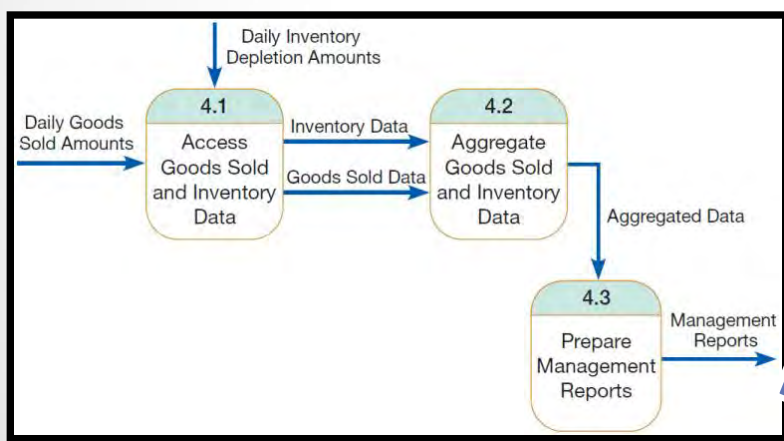 Daily Inventory
Depletion Amounts
Daily Goods
Sold Amounts
4.1
Access
Goods Sold
and Inventory
Data
Inventory Data
Goods Sold Data
4.2
Aggregate
Goods Sold
and Inventory
Data
Aggregated Data
4.3
Prepare
Management
Reports
Management
Reports